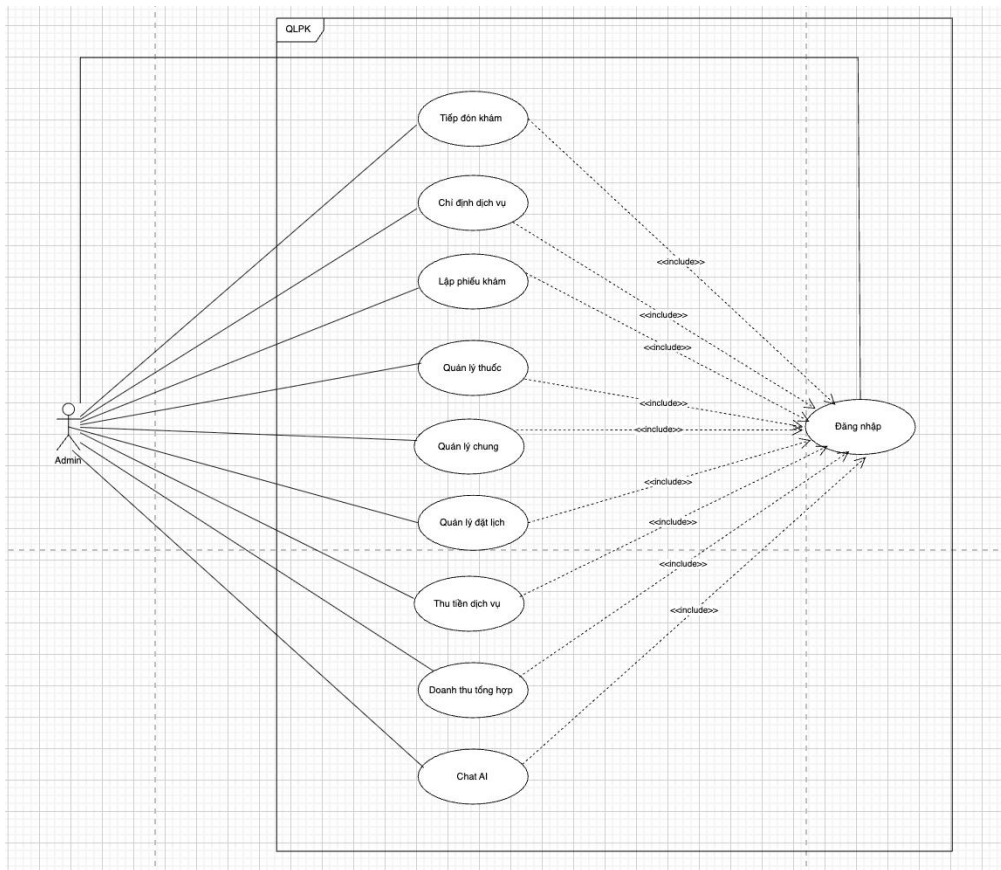 QLPK
Tiếp đón khám
Chỉ định dịch vụ
<<include>>
Lập phiếu khám
<<include>>
<<include>>
Quản lý thuốc
<<include>>
Đăng nhập
<<include>>
Quản lý chung
Admin
<<include>>
Quản lý đặt lịch
<<include>>
<<include>>
Thu tiền dịch vụ
<<include>>
Doanh thu tổng hợp
Chat AI